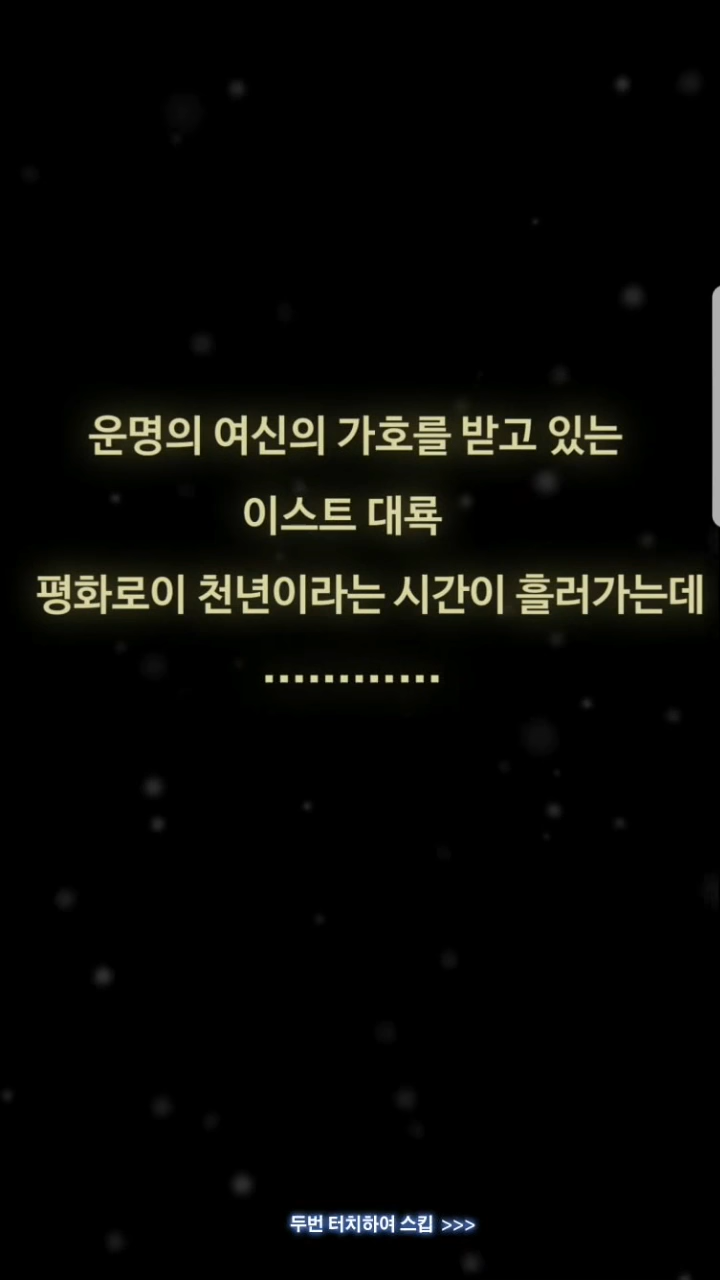 운명의 여신의 가호를 받고 있는
이스트 대룍
평화로이 천년이라는 시간이 흘러가는데
............
두번 터치하여 스킵 >>>